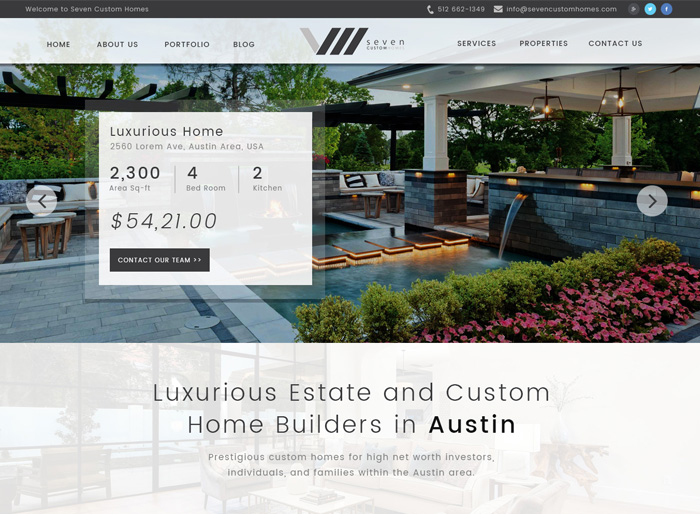 Welcome to Seven Custom Homes
512 662-1349
info@sevencustomhomes.com
HOME
ABOUT US
PORTFOLIO
BLOG
seven
CUSTOMHOMES
SERVICES
PROPERTIES
CONTACT US
Luxurious Home
2560 Lorem Ave, Austin Area, USA
2,300 4 2
Area Sq-ft Bed Room Kitchen
$54,21.00
CONTACT OUR TEAM >>
Luxurious Estate and Custom
Home Builders in Austin
Prestigious custom homes for high net worth investors,
individuals, and families within the Austin area.